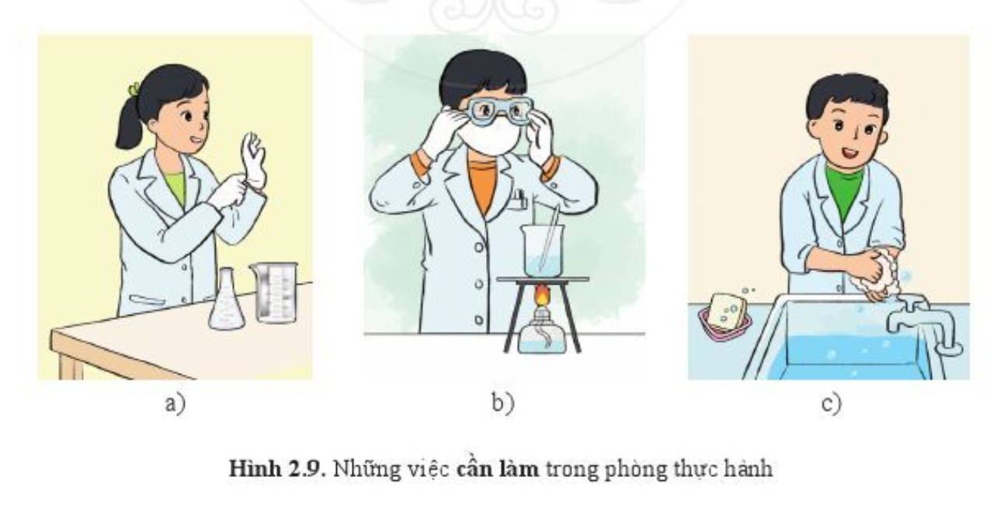 a)
b)
c)
Hình 2.9. Những việc cần làm trong phòng thực hành